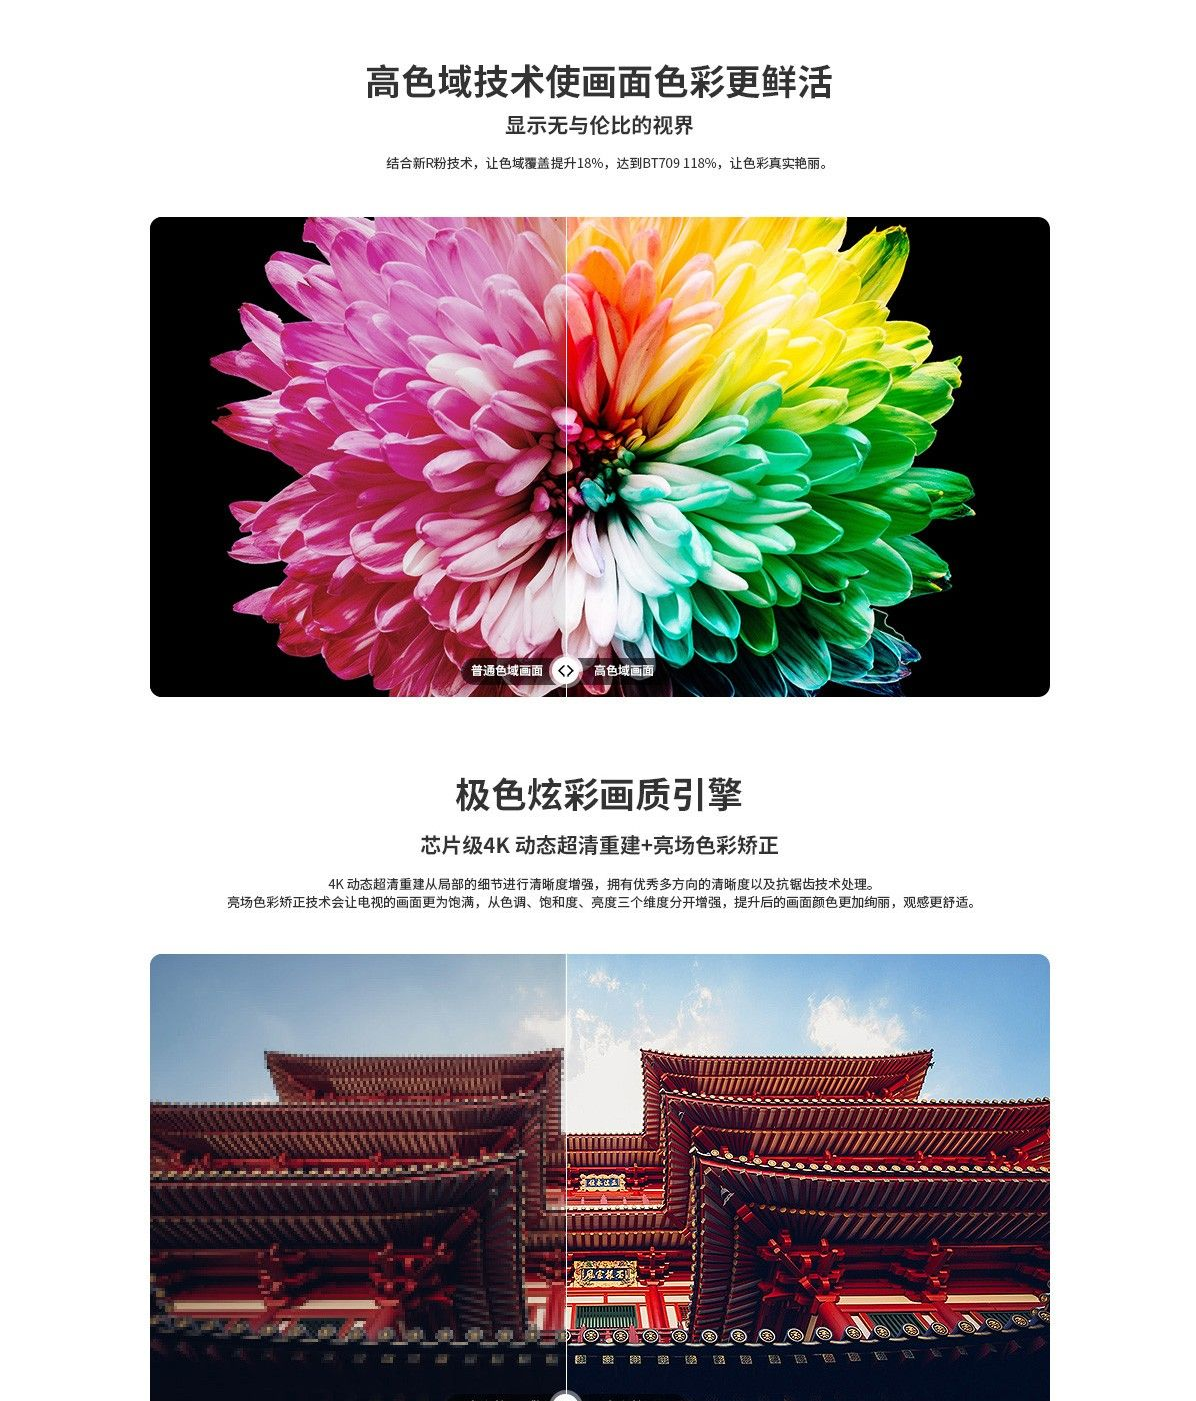 高色域技术使画面色彩更鲜活
显示无与伦比的视界
结合新R粉技术，让色域覆盖提升18%，达到BT709 118%，让色彩真实艳丽。
普通色域画面
高色域画面
极色炫彩画质引擎
芯片级4K 动态超清重建+亮场色彩矫正
4K 动态超清重建从局部的细节进行清晰度增强，拥有优秀多方向的清晰度以及抗锯齿技术处理。
亮场色彩矫正技术会让电视的画面更为饱满，从色调、饱和度、亮度三个维度分开增强，提升后的画面颜色更加绚丽，观感更舒适。